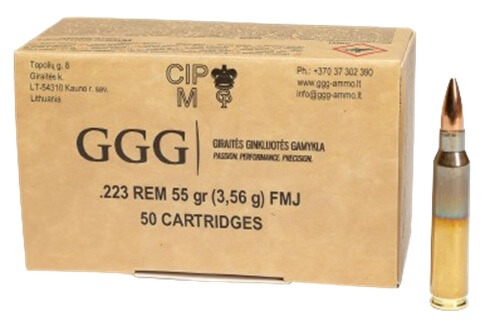 Topolių g. 6
Giraitės k.
LT-54310 Kauno r. sav.
Lithuania
CIP
M
Ph.: +370 37 302 390
www.ggg-ammo.lt
info@ggg-ammo.lt
GGG
GIRAITĖS GINKLUOTĖS GAMYKLA
PASSION. PERFORMANCE. PRECISION.
.223 REM 55 gr (3,56 g) FMJ
50 CARTRIDGES